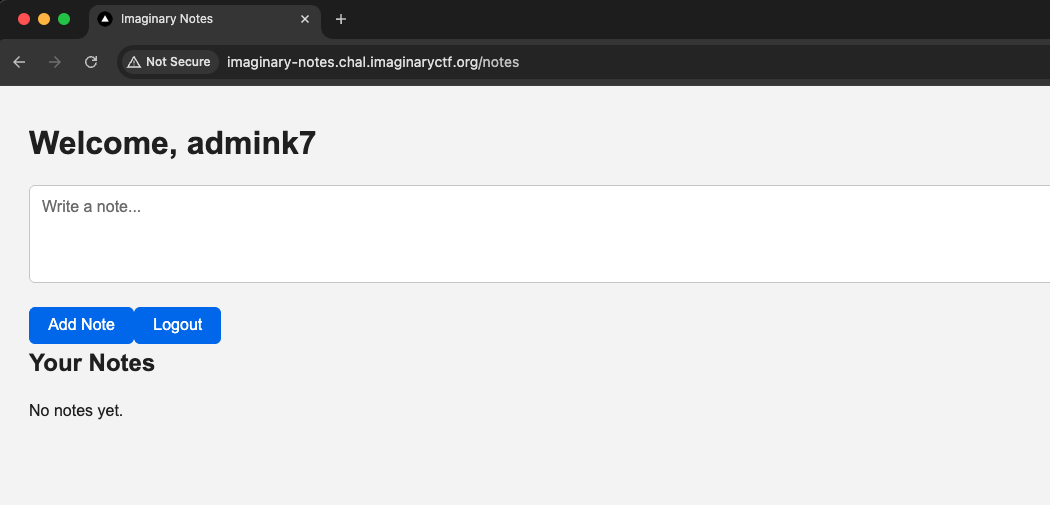 Imaginary Notes
Not Secure imaginary-notes.chal.imaginaryctf.org/notes
Welcome, admink7
Write a note...
Add Note Logout
Your Notes
No notes yet.